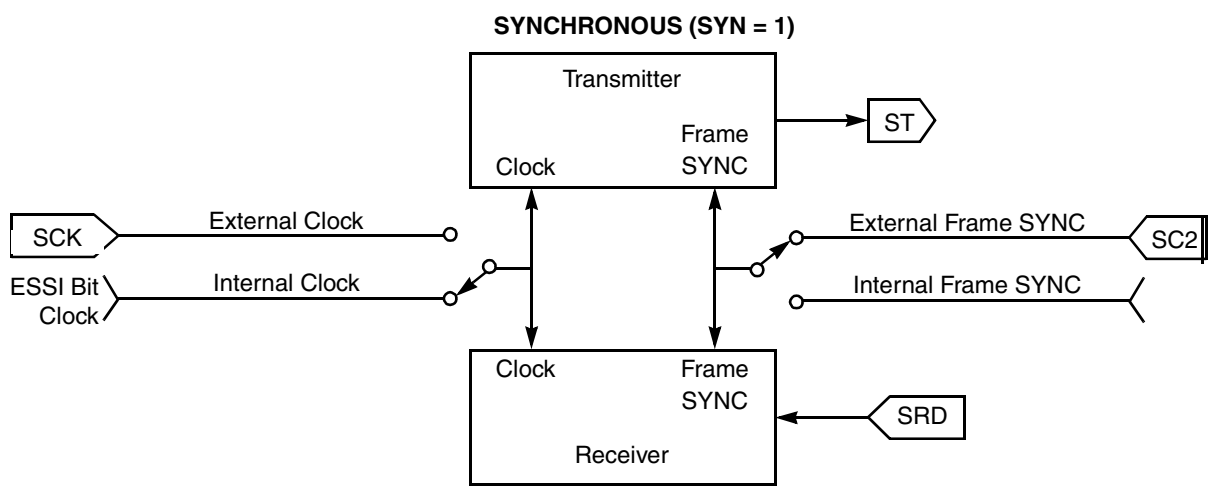 SYNCHRONOUS (SYN = 1)
Transmitter
ST
Frame
SYNC
Clock
External Clock
SCK
External Frame SYNC
SC2
Internal Clock
ESSI Bit
Clock
Internal Frame SYNC
Clock
Frame
SYNC
SRD
Receiver